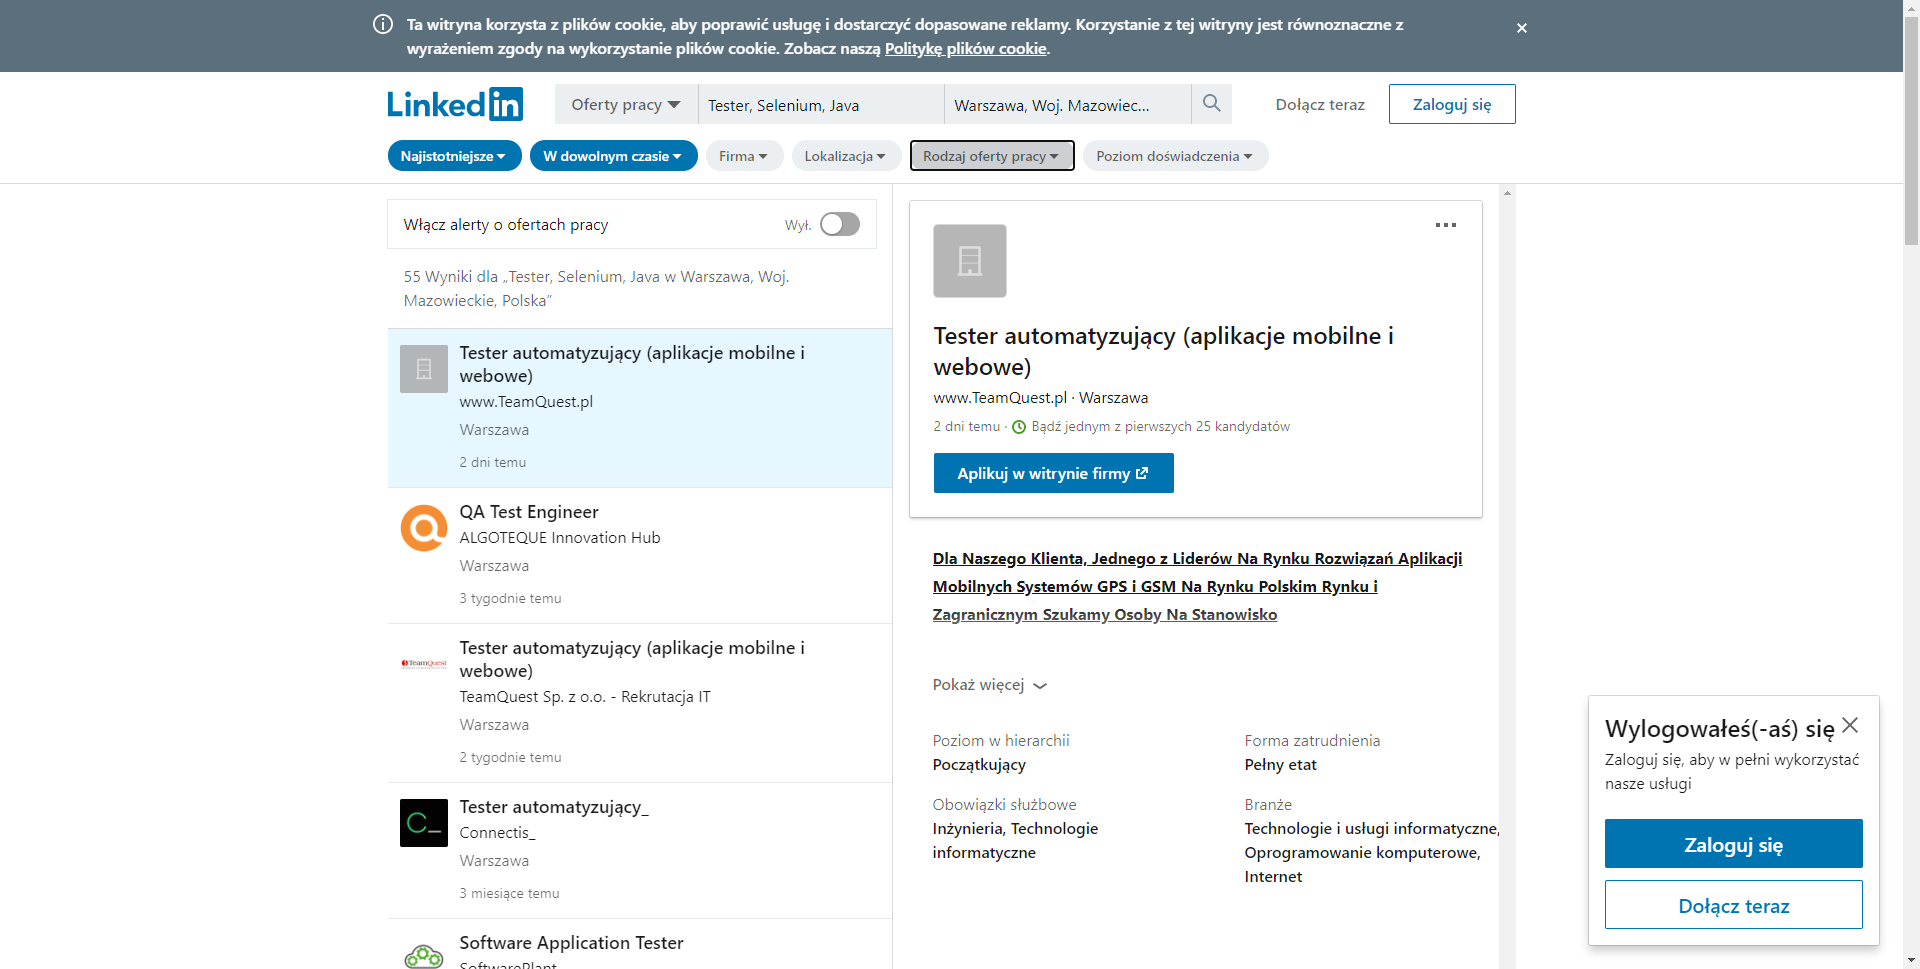 Ta witryna korzysta z plików cookie, aby poprawić usługę i dostarczyć dopasowane reklamy. Korzystanie z tej witryny jest równoznaczne z
wyrażeniem zgody na wykorzystanie plików cookie. Zobacz naszą Politykę plików cookie.
Linked in
Oferty pracy
Tester, Selenium, Java
Warszawa, Woj. Mazowiec...
Dołącz teraz
Zaloguj się
Najistotniejsze
W dowolnym czasie
Firma
Lokalizacja
Rodzaj oferty pracy
Poziom doświadczenia
Włącz alerty o ofertach pracy
Wył.
55 Wyniki dla „Tester, Selenium, Java w Warszawa, Woj.
Mazowieckie, Polska”
Tester automatyzujący (aplikacje mobilne i
webowe)
www.TeamQuest.pl
Warszawa
2 dni temu
QA Test Engineer
ALGOTEQUE Innovation Hub
Warszawa
3 tygodnie temu
TeamQuest
Tester automatyzujący (aplikacje mobilne i
webowe)
TeamQuest Sp. z o.o. - Rekrutacja IT
Warszawa
2 tygodnie temu
C_
Tester automatyzujący_
Connectis_
Warszawa
3 miesiące temu
Software Application Tester
SoftwarePlant
Tester automatyzujący (aplikacje mobilne i
webowe)
www.TeamQuest.pl · Warszawa
2 dni temu · Bądź jednym z pierwszych 25 kandydatów
Aplikuj w witrynie firmy
Dla Naszego Klienta, Jednego z Liderów Na Rynku Rozwiązań Aplikacji
Mobilnych Systemów GPS i GSM Na Rynku Polskim Rynku i
Zagranicznym Szukamy Osoby Na Stanowisko
Pokaż więcej
Poziom w hierarchii
Początkujący
Forma zatrudnienia
Pełny etat
Obowiązki służbowe
Inżynieria, Technologie
informatyczne
Branże
Technologie i usługi informatyczne,
Oprogramowanie komputerowe,
Internet
Wylogowałeś(-aś) się
Zaloguj się, aby w pełni wykorzystać
nasze usługi
Zaloguj się
Dołącz teraz